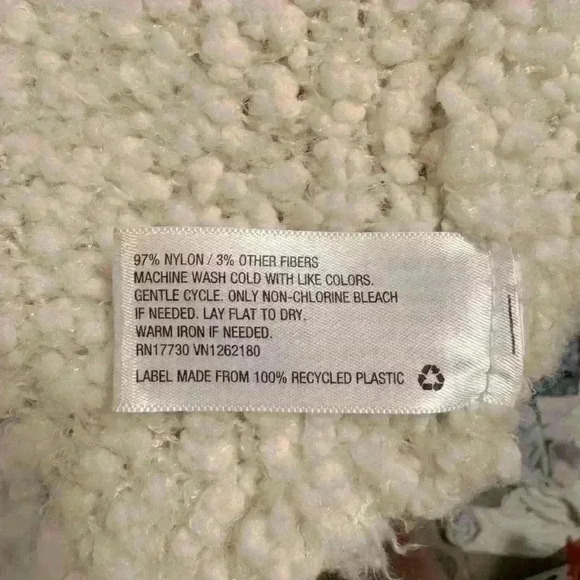 97% NYLON / 3% OTHER FIBERS
MACHINE WASH COLD WITH LIKE COLORS.
GENTLE CYCLE. ONLY NON-CHLORINE BLEACH
IF NEEDED. LAY FLAT TO DRY.
WARM IRON IF NEEDED.
RN17730 VN1262180
LABEL MADE FROM 100% RECYCLED PLASTIC